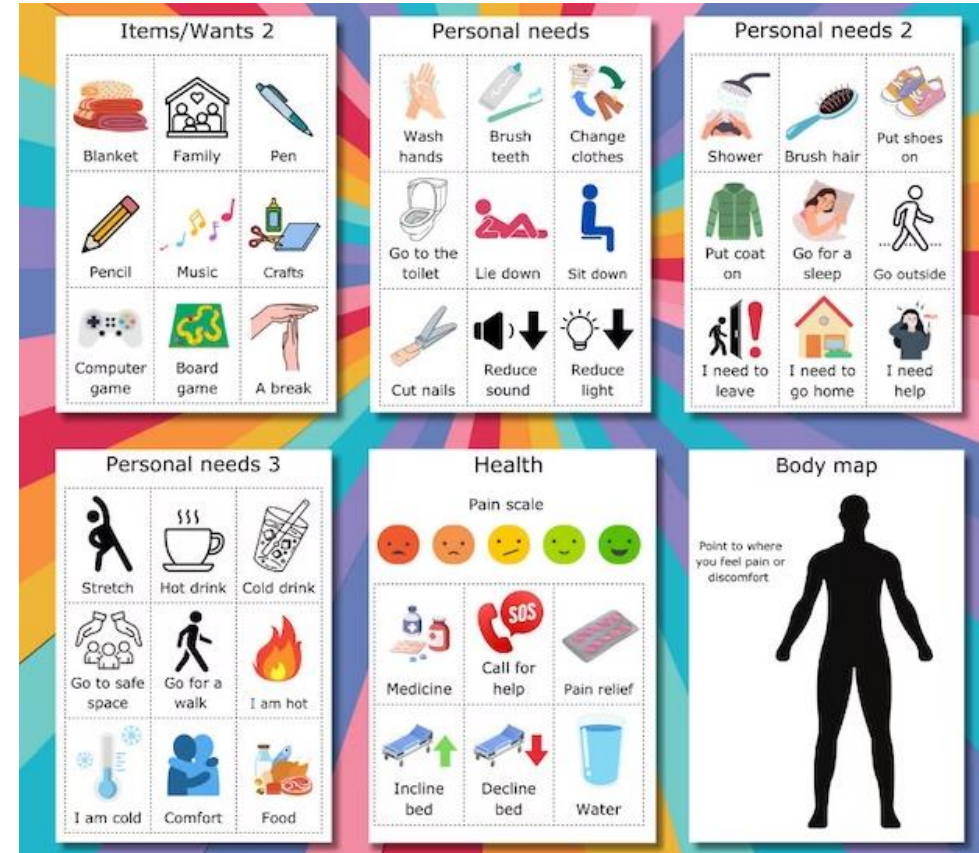 Items/Wants 2
Blanket
Family
Pen
Pencil
Music
Crafts
Computer
game
Board
game
A break
Personal needs
Wash
hands
Brush
teeth
Change
clothes
Go to the
toilet
Lie down
Sit down
Cut nails
Reduce
sound
Reduce
light
Personal needs 2
Shower
Brush hair
Put shoes
on
Put coat
on
Go for a
sleep
Go outside
I need to
leave
I need to
go home
I need
help
Personal needs 3
Stretch
Hot drink
Cold drink
Go to safe
space
Go for a
walk
I am hot
I am cold
Comfort
Food
Health
Pain scale
Medicine
SOS
Call for
help
Pain relief
Incline
bed
Decline
bed
Water
Body map
Point to where
you feel pain or
discomfort